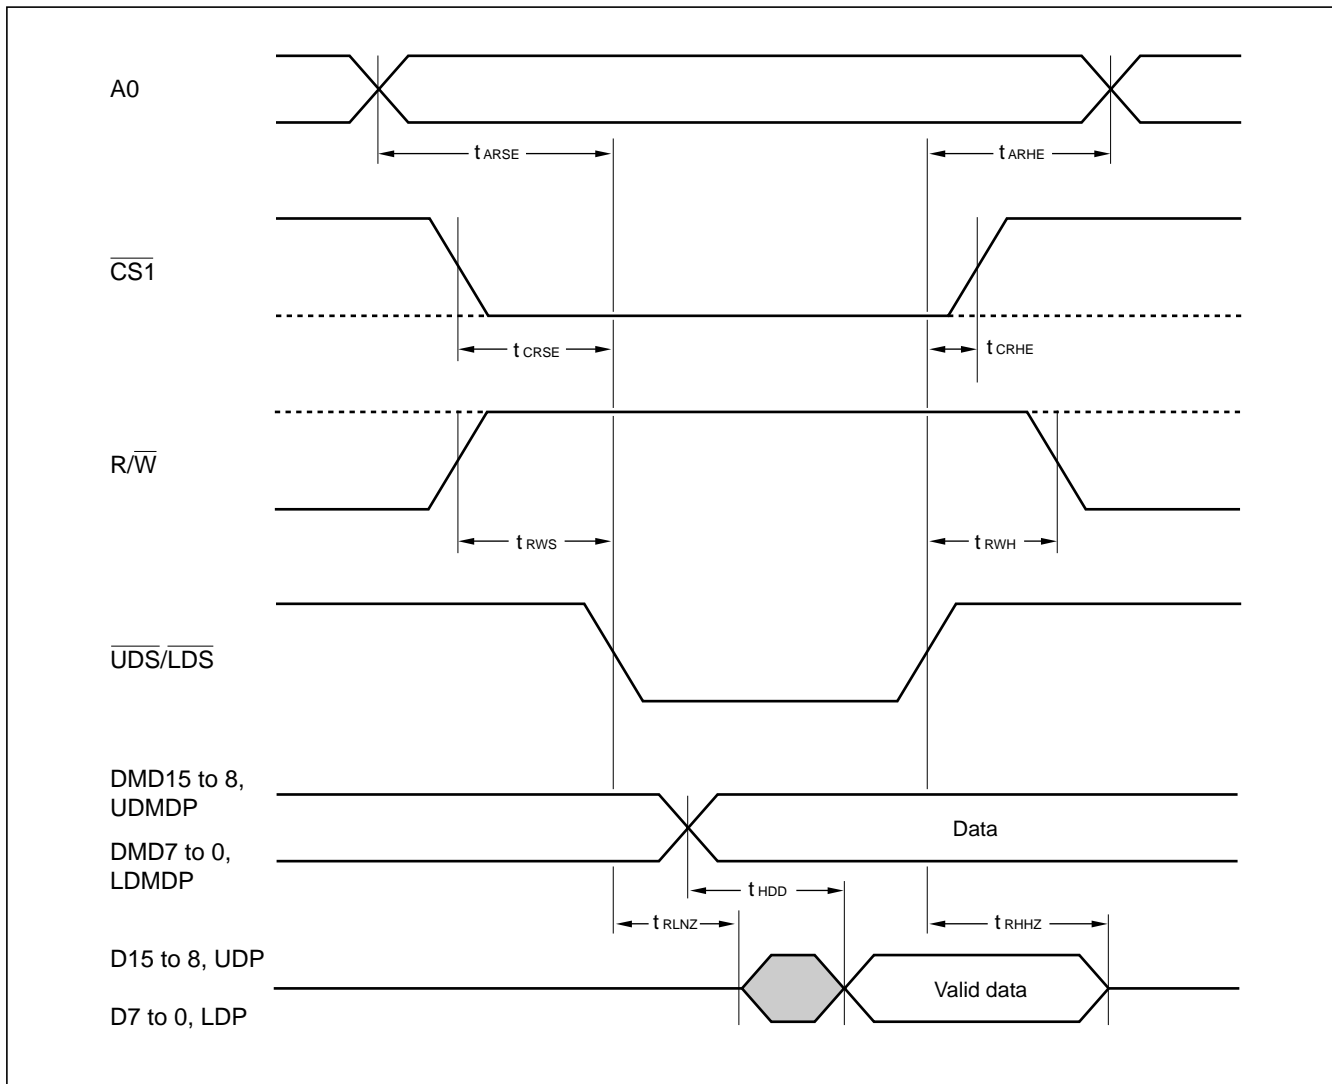 A0
t ARSE
t ARHE
CS1
t CRSE
t CRHE
R/W
t RWS
t RWH
UDS/LDS
DMD15 to 8,
UDMDP
Data
DMD7 to 0,
LDMDP
t HDD
t RLNZ
t RHHZ
D15 to 8, UDP
Valid data
D7 to 0, LDP